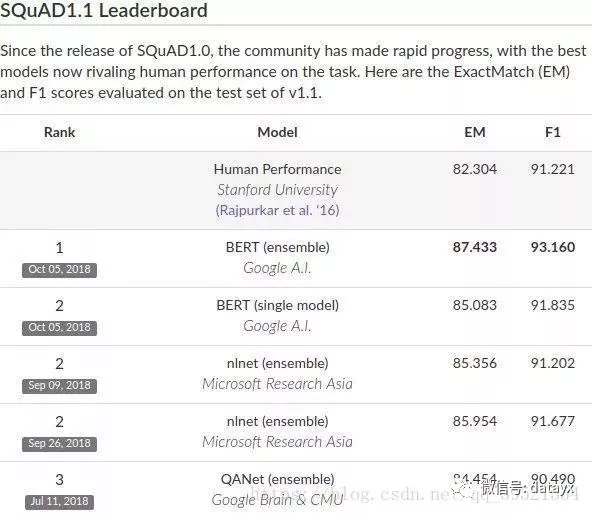 SQuAD1.1 Leaderboard
Since the release of SQuAD1.0, the community has made rapid progress, with the best
models now rivaling human performance on the task. Here are the ExactMatch (EM)
and F1 scores evaluated on the test set of v1.1.
Rank Model EM F1
Human Performance 82.304 91.221
Stanford University
(Rajpurkar et al. '16)
1 BERT (ensemble) 87.433 93.160
Oct 05, 2018 Google A.I.
2 BERT (single model) 85.083 91.835
Oct 05, 2018 Google A.I.
2 nlnet (ensemble) 85.356 91.202
Sep 09, 2018 Microsoft Research Asia
2 nlnet (ensemble) 85.954 91.677
Sep 26, 2018 Microsoft Research Asia
3 QANet (ensemble) 84.454 90.490
微信号: datayx
Jul 11, 2018 Google Brain & CMU